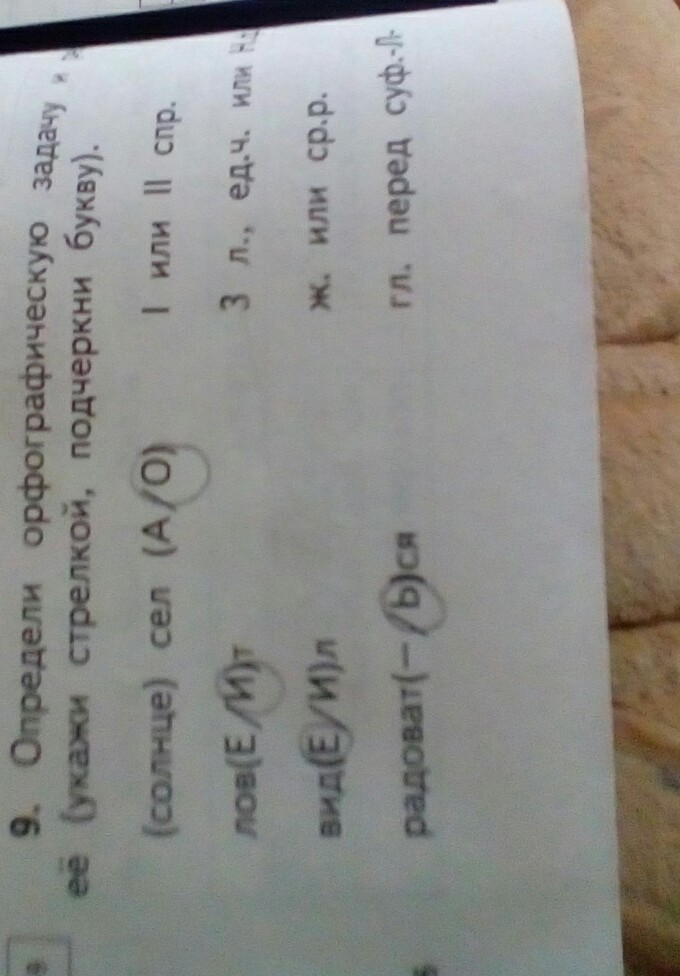 9. Определи орфографическую задачу и
её (укажи стрелкой, подчеркни букву).
(солнце) сел (А/О) I или II спр.
лов(Е/И)т 3 л., ед.ч. или н.
вид(Е/И)л ж. или ср.р.
радоват(–/Ь)ся гл. перед суф.-Л-